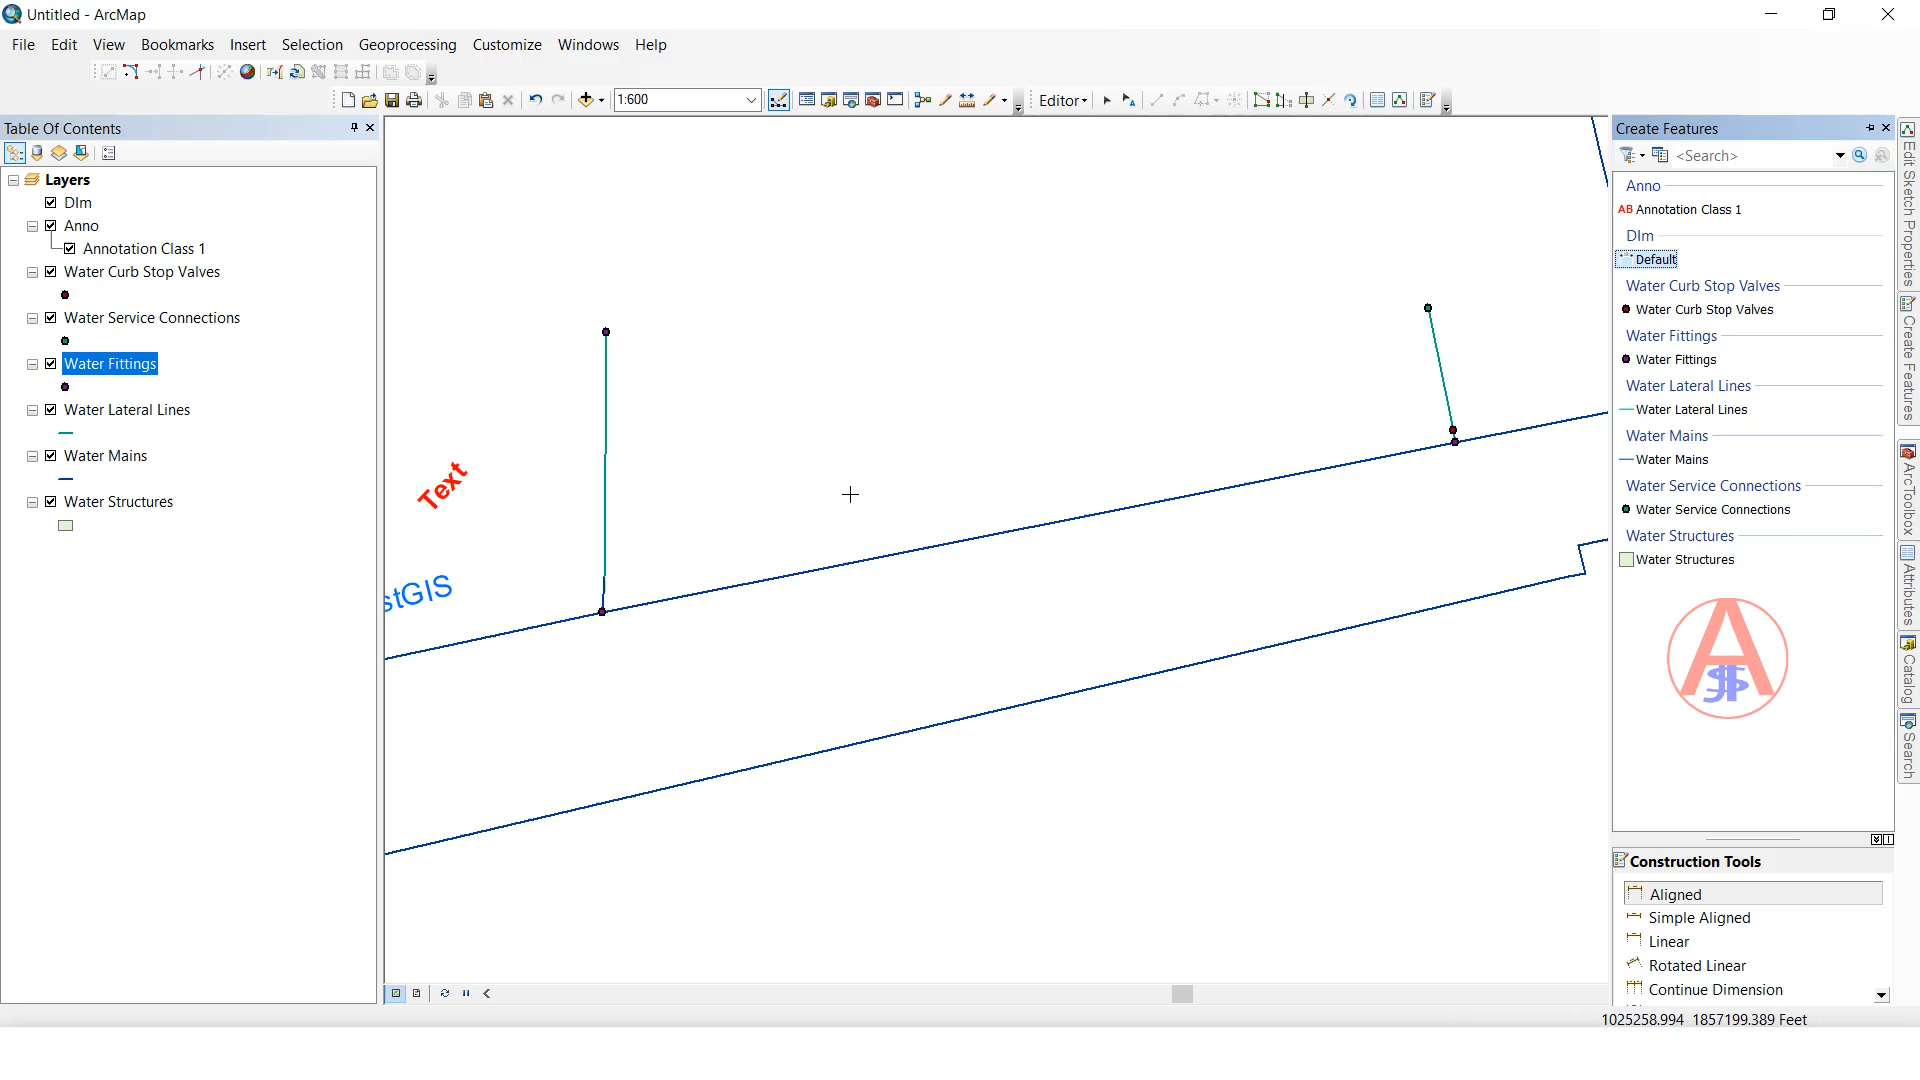 Untitled - ArcMap
File Edit View Bookmarks Insert Selection Geoprocessing Customize Windows Help
1:600
Editor
Table Of Contents
Layers
DIm
Anno
Annotation Class 1
Water Curb Stop Valves
Water Service Connections
Water Fittings
Water Lateral Lines
Water Mains
Water Structures
Text
stGIS
Create Features
<Search>
Anno
AB Annotation Class 1
DIm
Default
Water Curb Stop Valves
Water Curb Stop Valves
Water Fittings
Water Fittings
Water Lateral Lines
Water Lateral Lines
Water Mains
Water Mains
Water Service Connections
Water Service Connections
Water Structures
Water Structures
Construction Tools
Aligned
Simple Aligned
Linear
Rotated Linear
Continue Dimension
Edit Sketch Properties
Create Features
ArcToolbox
Attributes
Catalog
Search
1025258.994 1857199.389 Feet